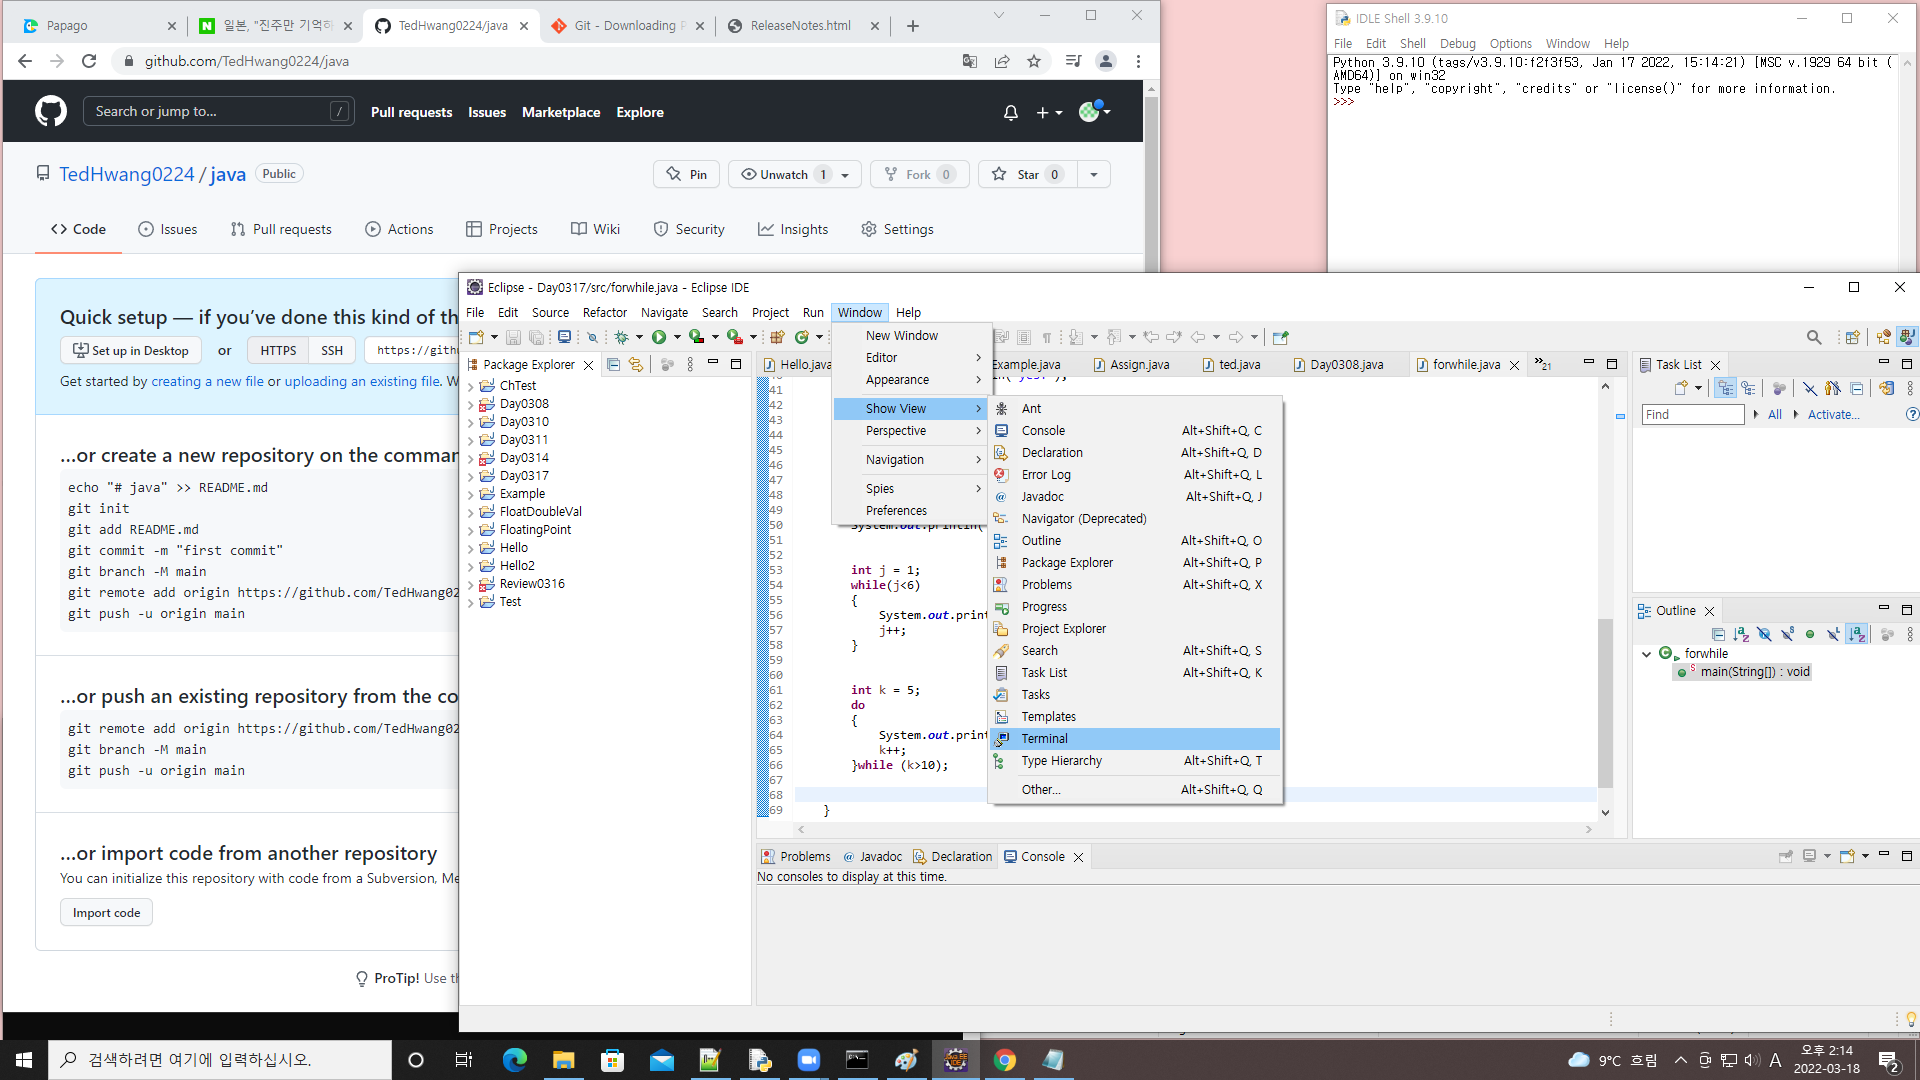 Papago
일본, "진주만 기억하
TedHwang0224/java
Git - Downloading P
ReleaseNotes.html
github.com/TedHwang0224/java
Search or jump to...
/
Pull requests
Issues
Marketplace
Explore
TedHwang0224 / java
Public
Pin
Unwatch 1
Fork 0
Star 0
Code
Issues
Pull requests
Actions
Projects
Wiki
Security
Insights
Settings
Quick setup — if you've done this kind of th
Set up in Desktop
or
HTTPS
SSH
https://gith
Get started by creating a new file or uploading an existing file. W
...or create a new repository on the comman
echo "# java" >> README.md
git init
git add README.md
git commit -m "first commit"
git branch -M main
git remote add origin https://github.com/TedHwang02
git push -u origin main
...or push an existing repository from the co
git remote add origin https://github.com/TedHwang02
git branch -M main
git push -u origin main
...or import code from another repository
You can initialize this repository with code from a Subversion, Me
Import code
ProTip! Use th
IDLE Shell 3.9.10
File Edit Shell Debug Options Window Help
Python 3.9.10 (tags/v3.9.10:f2f3f53, Jan 17 2022, 15:14:21) [MSC v.1929 64 bit (
AMD64)] on win32
Type "help", "copyright", "credits" or "license()" for more information.
>>>
Eclipse - Day0317/src/forwhile.java - Eclipse IDE
File Edit Source Refactor Navigate Search Project Run Window Help
Package Explorer
ChTest
Day0308
Day0310
Day0311
Day0314
Day0317
Example
FloatDoubleVal
FloatingPoint
Hello
Hello2
Review0316
Test
Hello.java
Example.java
Assign.java
ted.java
Day0308.java
forwhile.java
21
New Window
Editor
Appearance
Show View
Perspective
Navigation
Spies
Preferences
Ant
Console Alt+Shift+Q, C
Declaration Alt+Shift+Q, D
Error Log Alt+Shift+Q, L
Javadoc Alt+Shift+Q, J
Navigator (Deprecated)
Outline Alt+Shift+Q, O
Package Explorer Alt+Shift+Q, P
Problems Alt+Shift+Q, X
Progress
Project Explorer
Search Alt+Shift+Q, S
Task List Alt+Shift+Q, K
Tasks
Templates
Terminal
Type Hierarchy Alt+Shift+Q, T
Other... Alt+Shift+Q, Q
41
42
43
44
45
46
47
48
49
50 System.out.println(
51
52
53 int j = 1;
54 while(j<6)
55 {
56 System.out.print
57 j++;
58 }
59
60
61 int k = 5;
62 do
63 {
64 System.out.print
65 k++;
66 }while (k>10);
67
68
69 }
Task List
Find
All
Activate...
Outline
forwhile
main(String[]) : void
Problems
Javadoc
Declaration
Console
No consoles to display at this time.
검색하려면 여기에 입력하십시오.
9°C 흐림
A
오후 2:14
2022-03-18
2